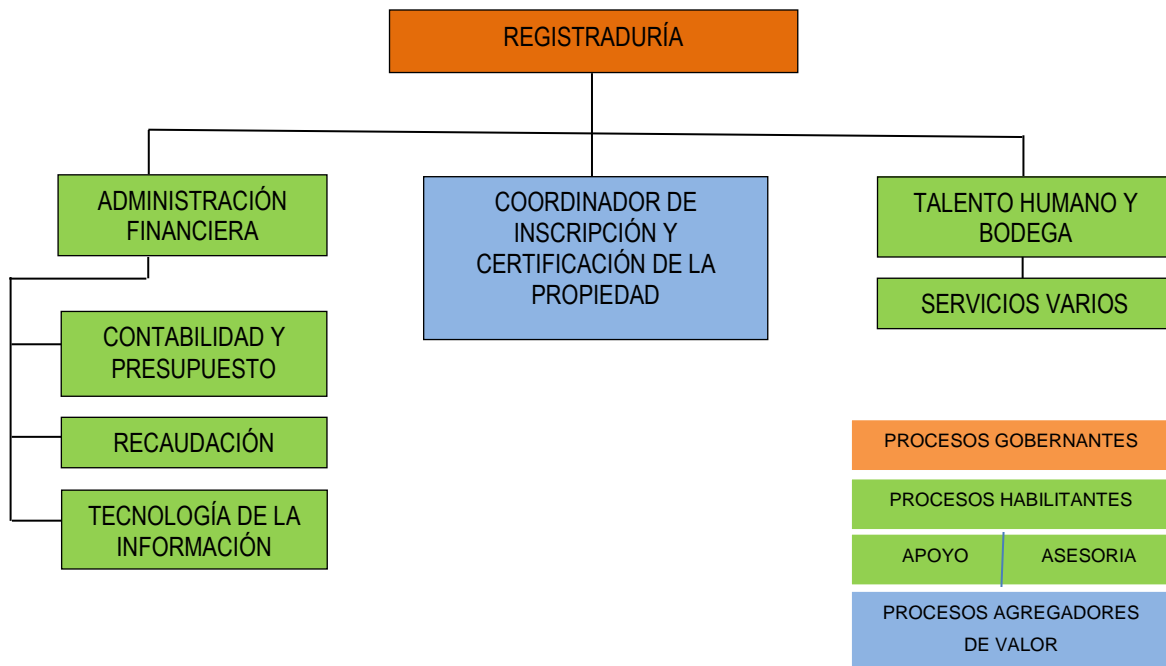 REGISTRADURÍA
ADMINISTRACIÓN
FINANCIERA
COORDINADOR DE
INSCRIPCIÓN Y
CERTIFICACIÓN DE LA
PROPIEDAD
TALENTO HUMANO Y
BODEGA
SERVICIOS VARIOS
CONTABILIDAD Y
PRESUPUESTO
RECAUDACIÓN
TECNOLOGÍA DE LA
INFORMACIÓN
PROCESOS GOBERNANTES
PROCESOS HABILITANTES
APOYO ASESORIA
PROCESOS AGREGADORES
DE VALOR